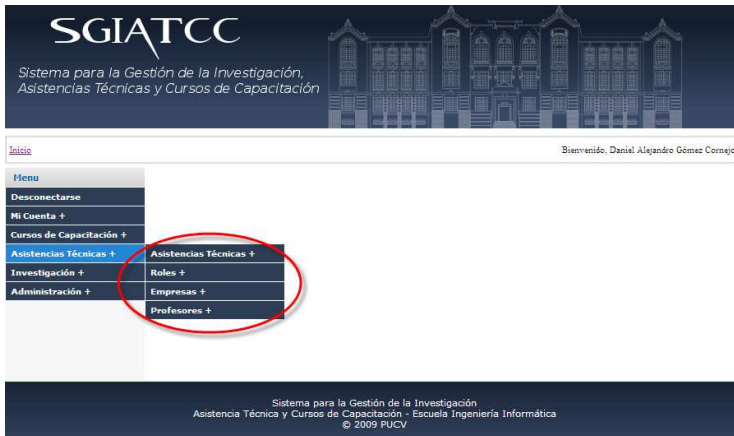 SGIATCC
Sistema para la Gestión de la Investigación,
Asistencias Técnicas y Cursos de Capacitación
Inicio
Bienvenido, Daniel Alejandro Gómez Cornejo
Menu
Desconectarse
Mi Cuenta +
Cursos de Capacitación +
Asistencias Técnicas +
Investigación +
Administración +
Asistencias Técnicas +
Roles +
Empresas +
Profesores +
Sistema para la Gestión de la Investigación
Asistencia Técnica y Cursos de Capacitación - Escuela Ingeniería Informática
© 2009 PUCV